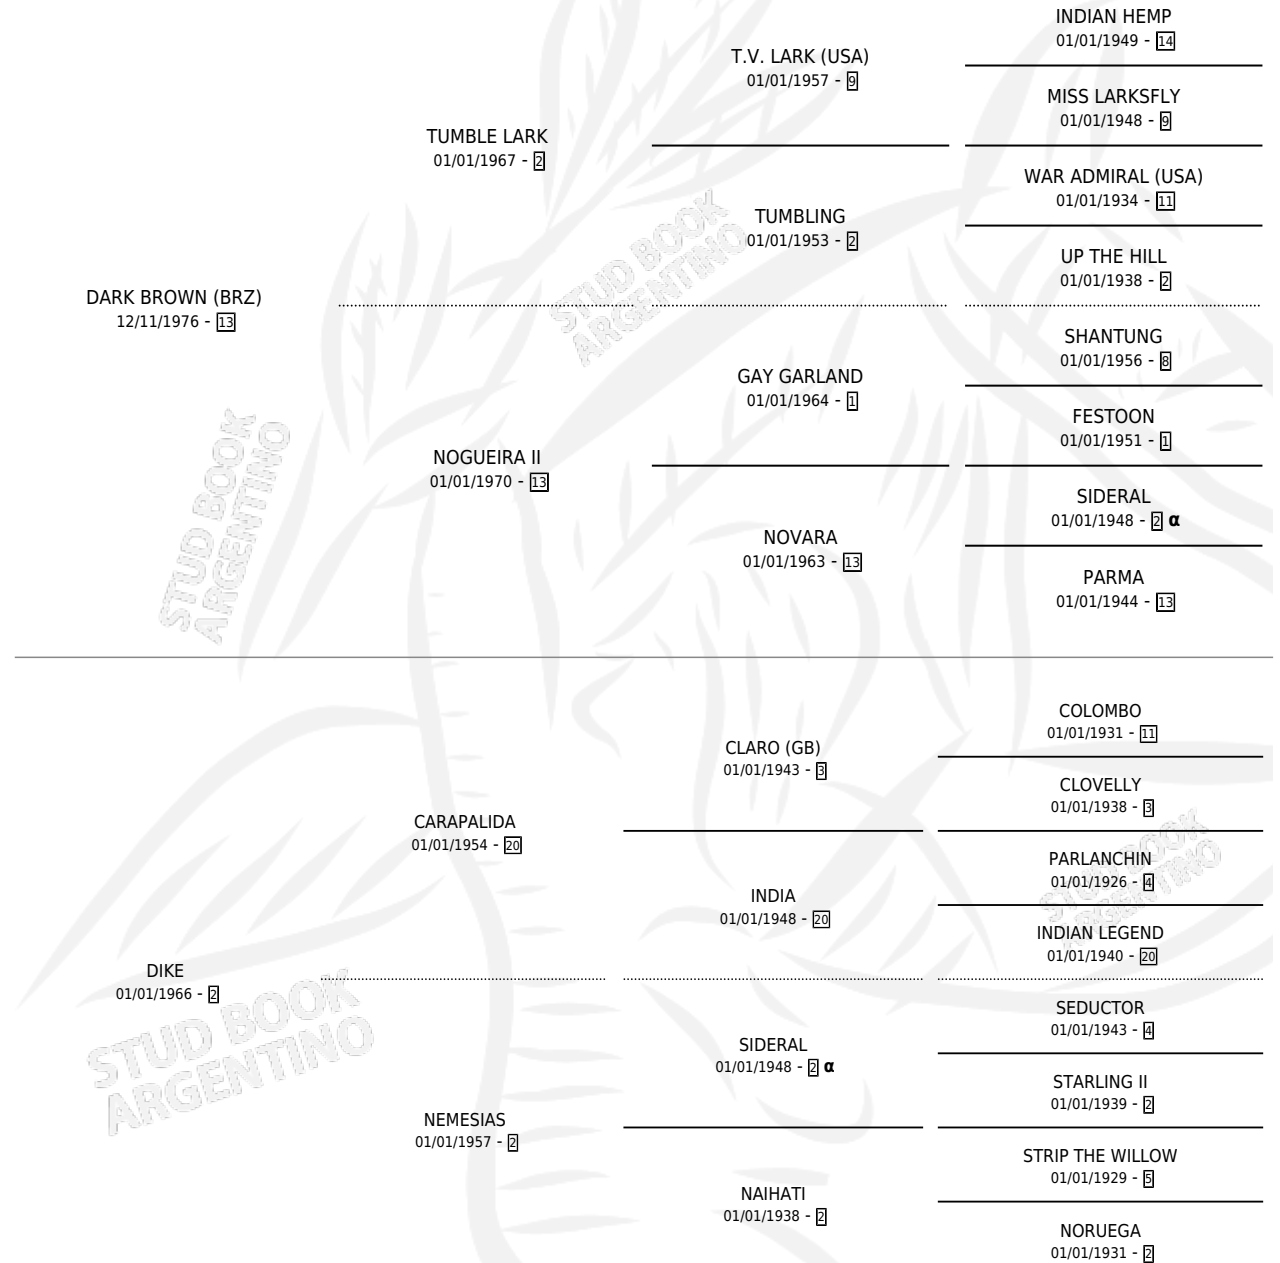 INDIAN HEMP
01/01/1949 - 14
T.V. LARK (USA)
01/01/1957 - 9
MISS LARKSFLY
01/01/1948 - 9
TUMBLE LARK
01/01/1967 - 2
WAR ADMIRAL (USA)
01/01/1934 - 11
TUMBLING
01/01/1953 - 2
UP THE HILL
01/01/1938 - 2
DARK BROWN (BRZ)
12/11/1976 - 13
SHANTUNG
01/01/1956 - 8
GAY GARLAND
01/01/1964 - 1
FESTOON
01/01/1951 - 1
NOGUEIRA II
01/01/1970 - 13
SIDERAL
01/01/1948 - 2 α
NOVARA
01/01/1963 - 13
PARMA
01/01/1944 - 13
COLOMBO
01/01/1931 - 11
CLARO (GB)
01/01/1943 - 3
CLOVELLY
01/01/1938 - 3
CARAPALIDA
01/01/1954 - 20
PARLANCHIN
01/01/1926 - 4
INDIA
01/01/1948 - 20
INDIAN LEGEND
01/01/1940 - 20
DIKE
01/01/1966 - 2
SEDUCTOR
01/01/1943 - 4
SIDERAL
01/01/1948 - 2 α
STARLING II
01/01/1939 - 2
NEMESIAS
01/01/1957 - 2
STRIP THE WILLOW
01/01/1929 - 5
NAIHATI
01/01/1938 - 2
NORUEGA
01/01/1931 - 2
STUD BOOK
ARGENTINO
STUD BOOK
ARGENTINO
STUD BOOK
ARGENTINO
STUD BOOK
ARGENTINO